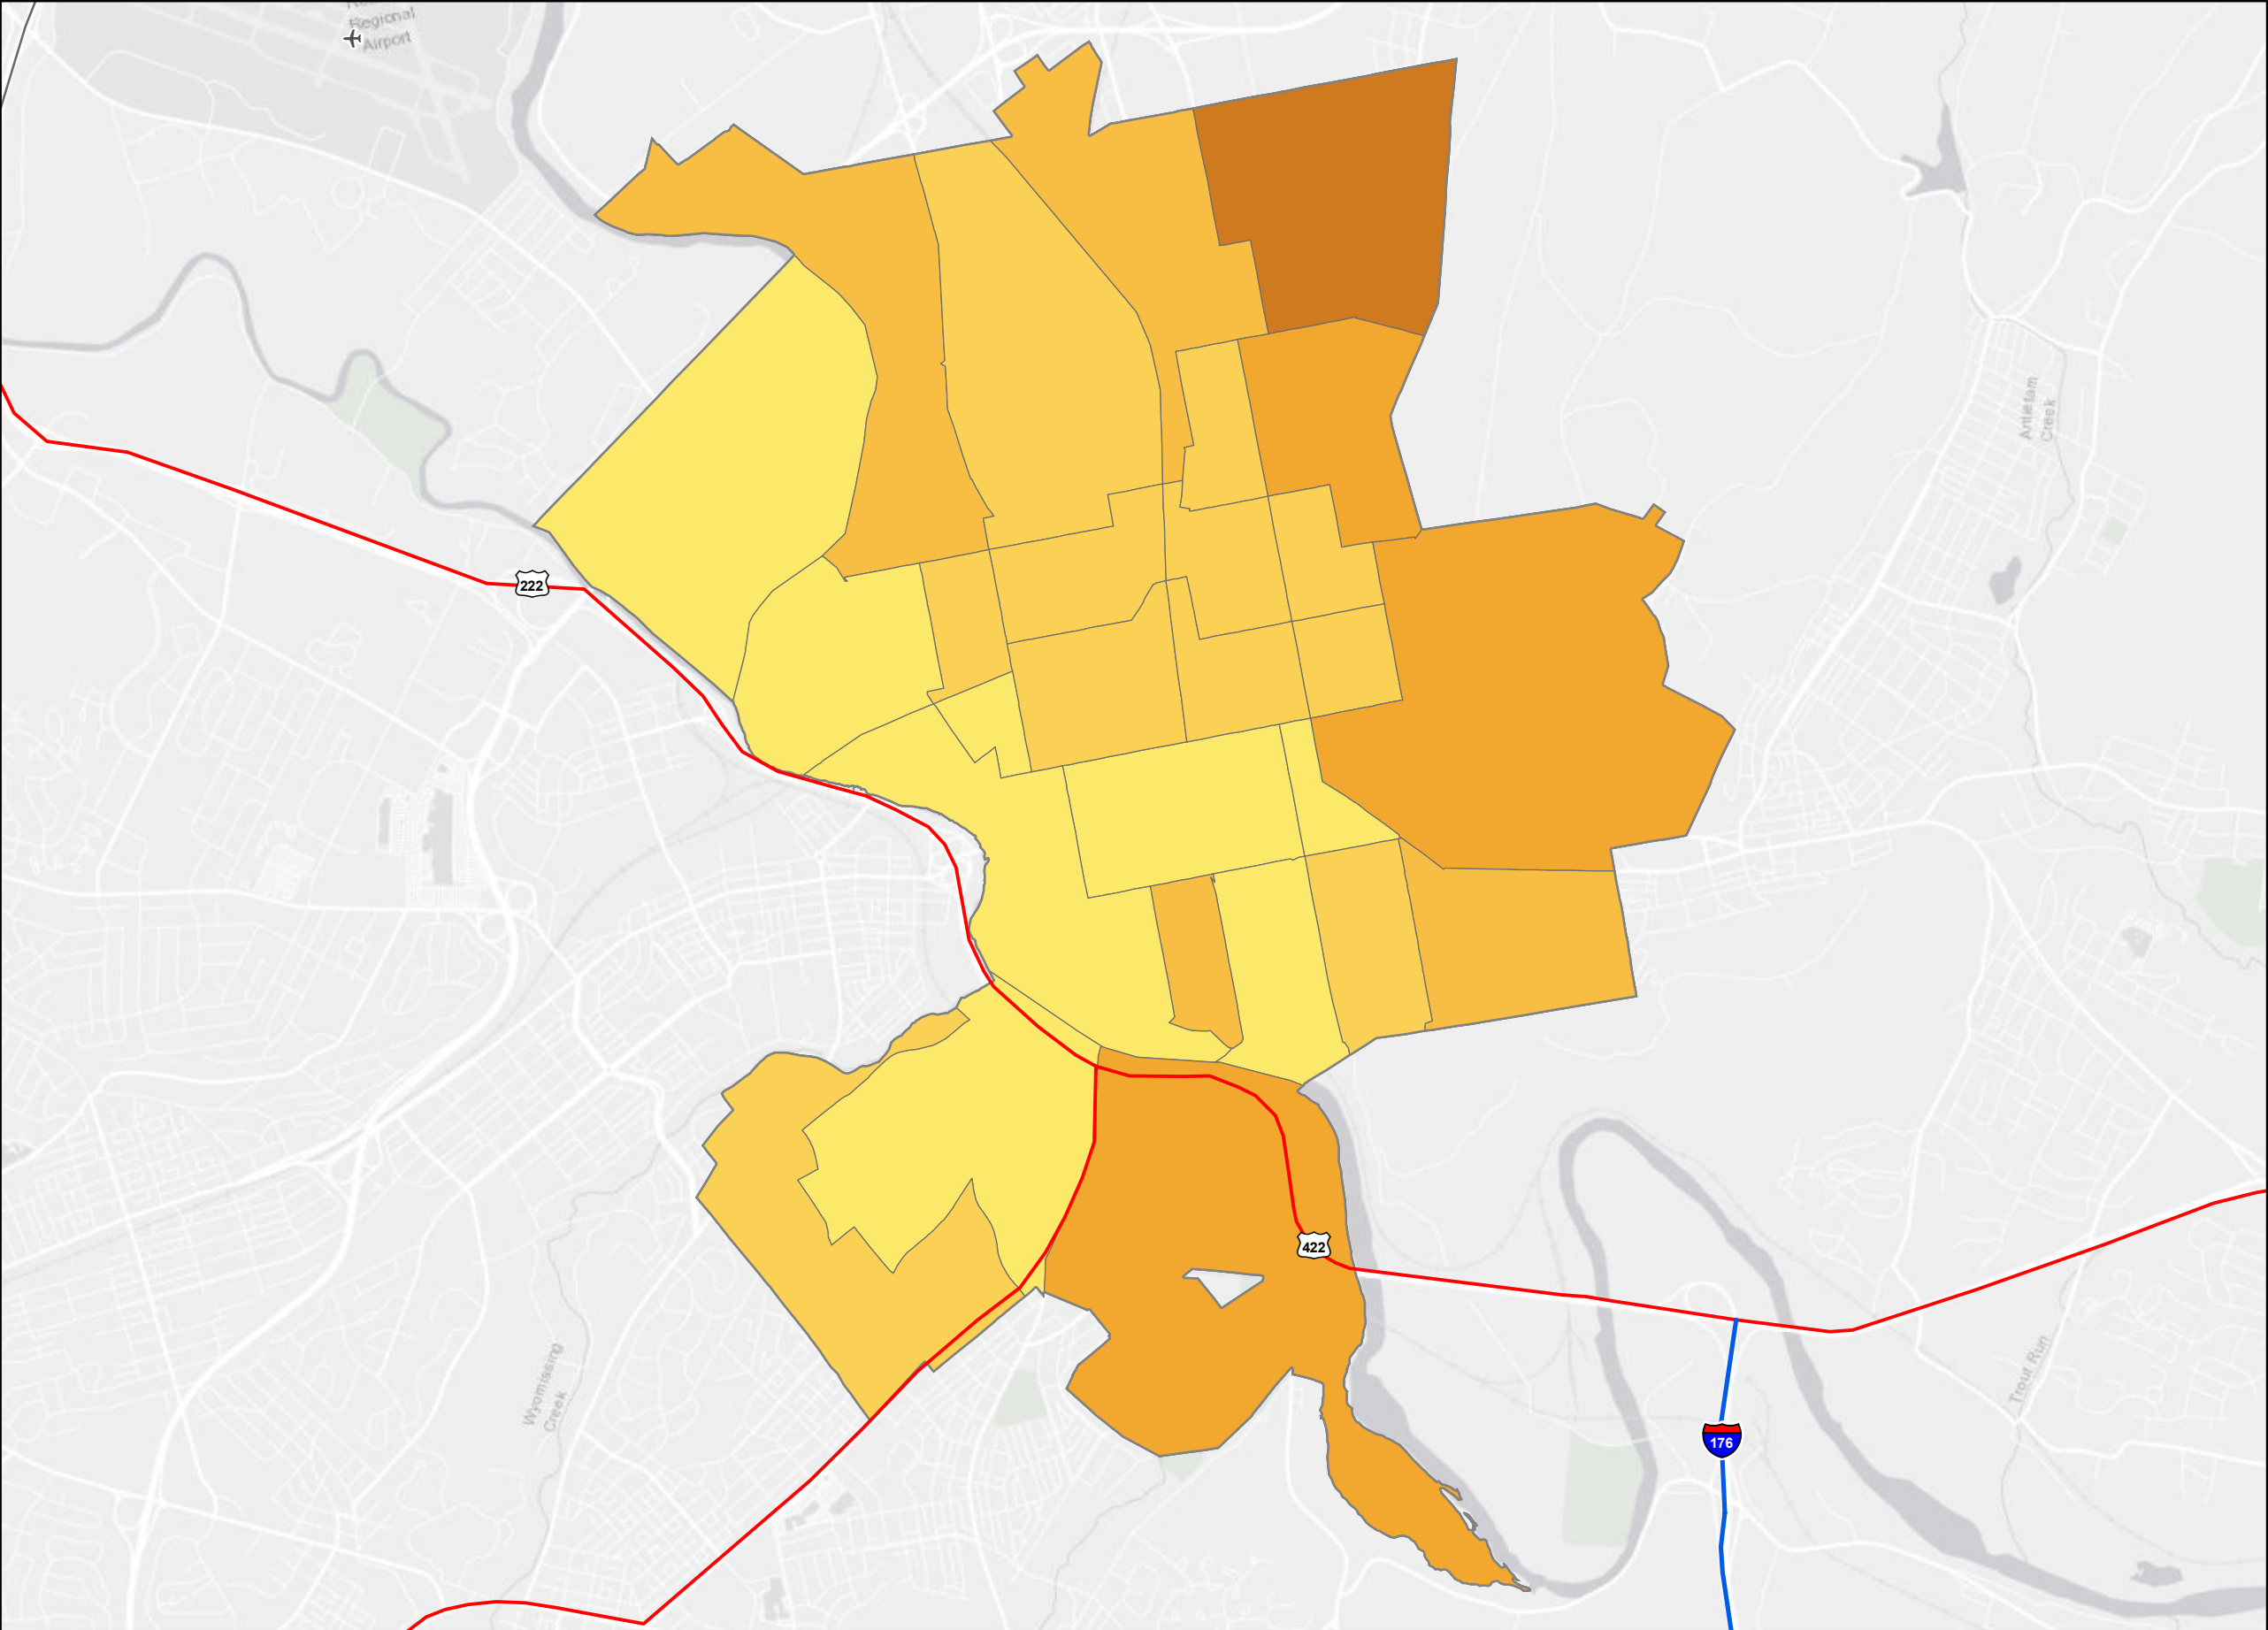 Regional
Airport
Antietam
Creek
222
422
Wyomissing
Creek
Trout Run
176